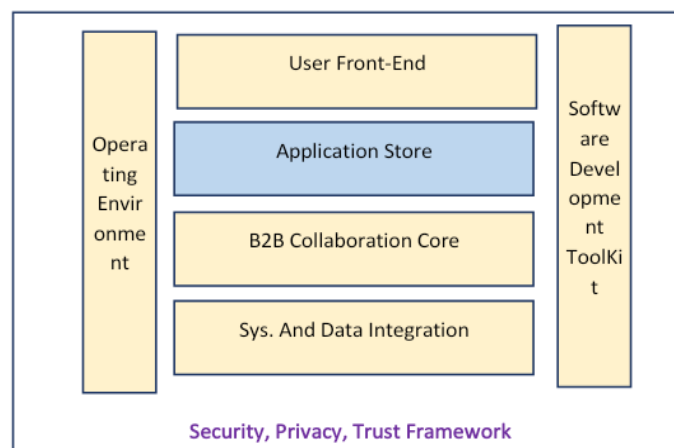 User Front-End
Application Store
B2B Collaboration Core
Sys. And Data Integration
Opera
ting
Envir
onme
nt
Softw
are
Devel
opme
nt
ToolKi
t
Security, Privacy, Trust Framework